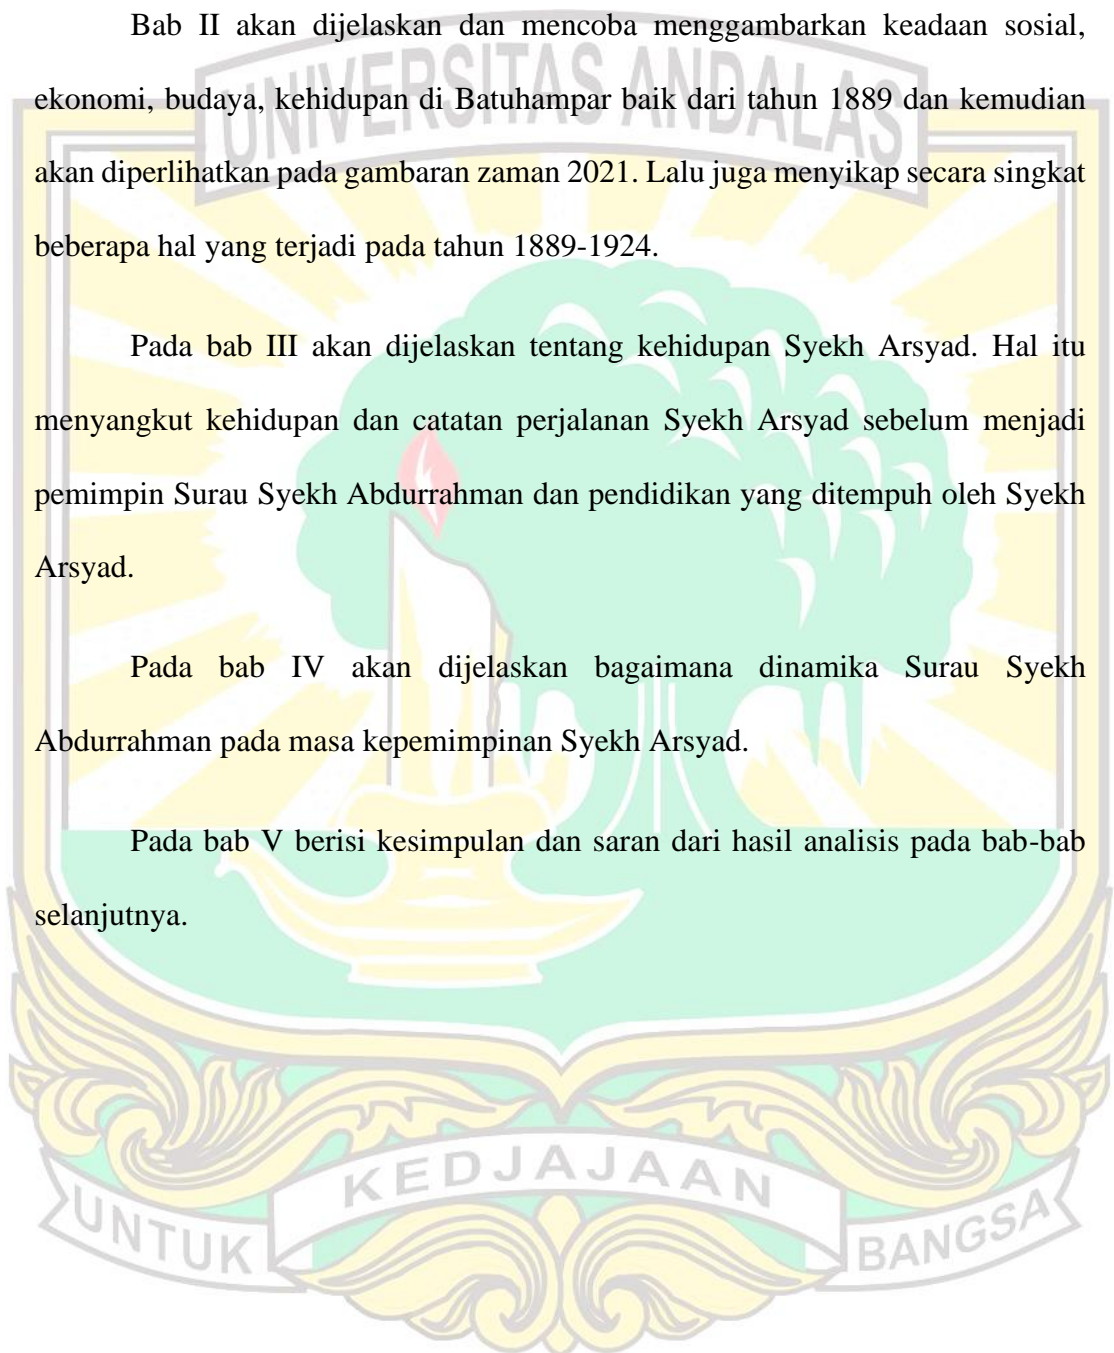 Bab II akan dijelaskan dan mencoba menggambarkan keadaan sosial,
UNIVERSITAS ANDALAS
ekonomi, budaya, kehidupan di Batuhampar baik dari tahun 1889 dan kemudian
akan diperlihatkan pada gambaran zaman 2021. Lalu juga menyikap secara singkat
beberapa hal yang terjadi pada tahun 1889-1924.
Pada bab III akan dijelaskan tentang kehidupan Syekh Arsyad. Hal itu
menyangkut kehidupan dan catatan perjalanan Syekh Arsyad sebelum menjadi
pemimpin Surau Syekh Abdurrahman dan pendidikan yang ditempuh oleh Syekh
Arsyad.
Pada bab IV akan dijelaskan bagaimana dinamika Surau Syekh
Abdurrahman pada masa kepemimpinan Syekh Arsyad.
Pada bab V berisi kesimpulan dan saran dari hasil analisis pada bab-bab
selanjutnya.
UNTUK KEDJAJAAN BANGSA